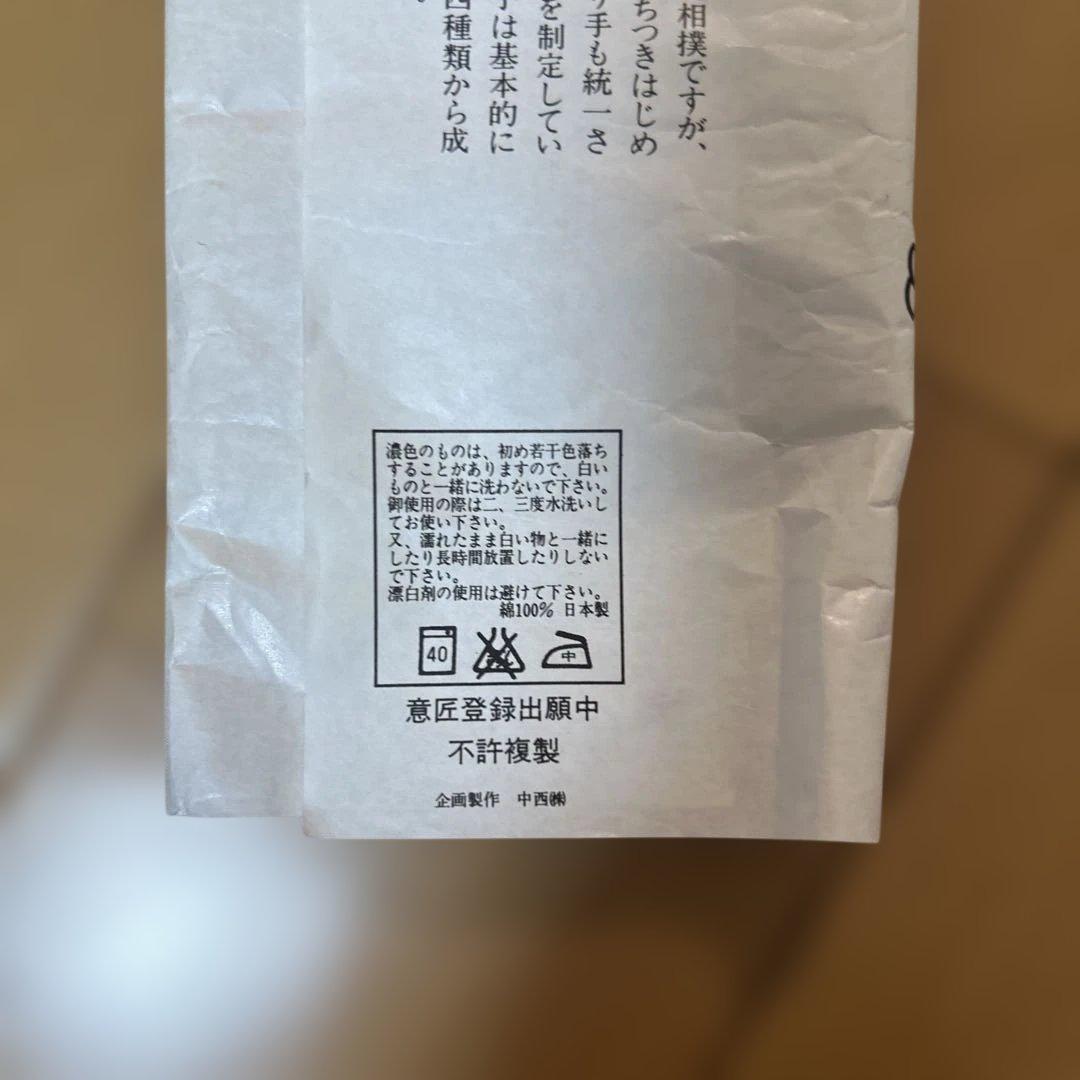 相撲ですが、
ちつきはじめ
り手も統一さ
を制定してい
は基本的に
四種類から成
。
濃色のものは、初め若干色落ち
することがありますので、白い
ものと一緒に洗わないで下さい。
御使用の際は二、三度水洗いし
てお使い下さい。
又、濡れたまま白い物と一緒に
したり長時間放置したりしない
で下さい。
漂白剤の使用は避けて下さい。
綿100% 日本製
40
中
意匠登録出願中
不許複製
企画製作 中西㈱